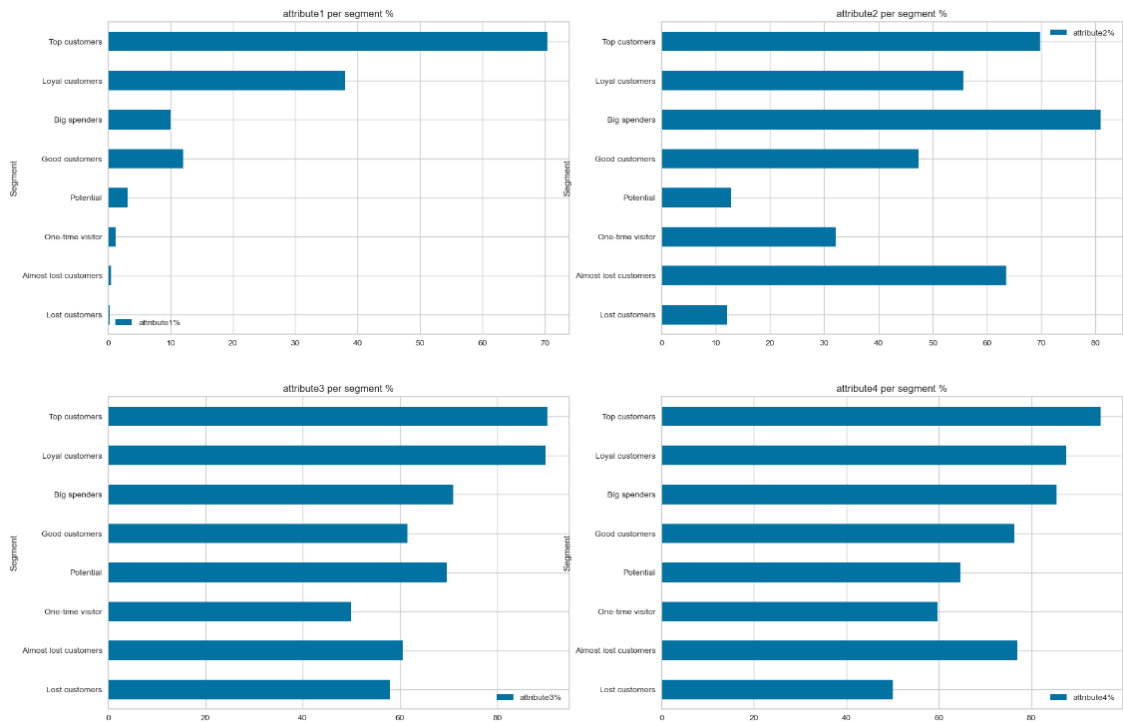 attribute1 per segment %
Top customers
Loyal customers
Big spenders
Good customers
Potential
One-time visitor
Almost lost customers
Lost customers
Segment
attribute1%
0 10 20 30 40 50 60 70
attribute2 per segment %
Top customers
Loyal customers
Big spenders
Good customers
Potential
One-time visitor
Almost lost customers
Lost customers
Segment
attribute2%
0 10 20 30 40 50 60 70 80
attribute3 per segment %
Top customers
Loyal customers
Big spenders
Good customers
Potential
One-time visitor
Almost lost customers
Lost customers
Segment
attribute3%
0 20 40 60 80
attribute4 per segment %
Top customers
Loyal customers
Big spenders
Good customers
Potential
One-time visitor
Almost lost customers
Lost customers
Segment
attribute4%
0 20 40 60 80